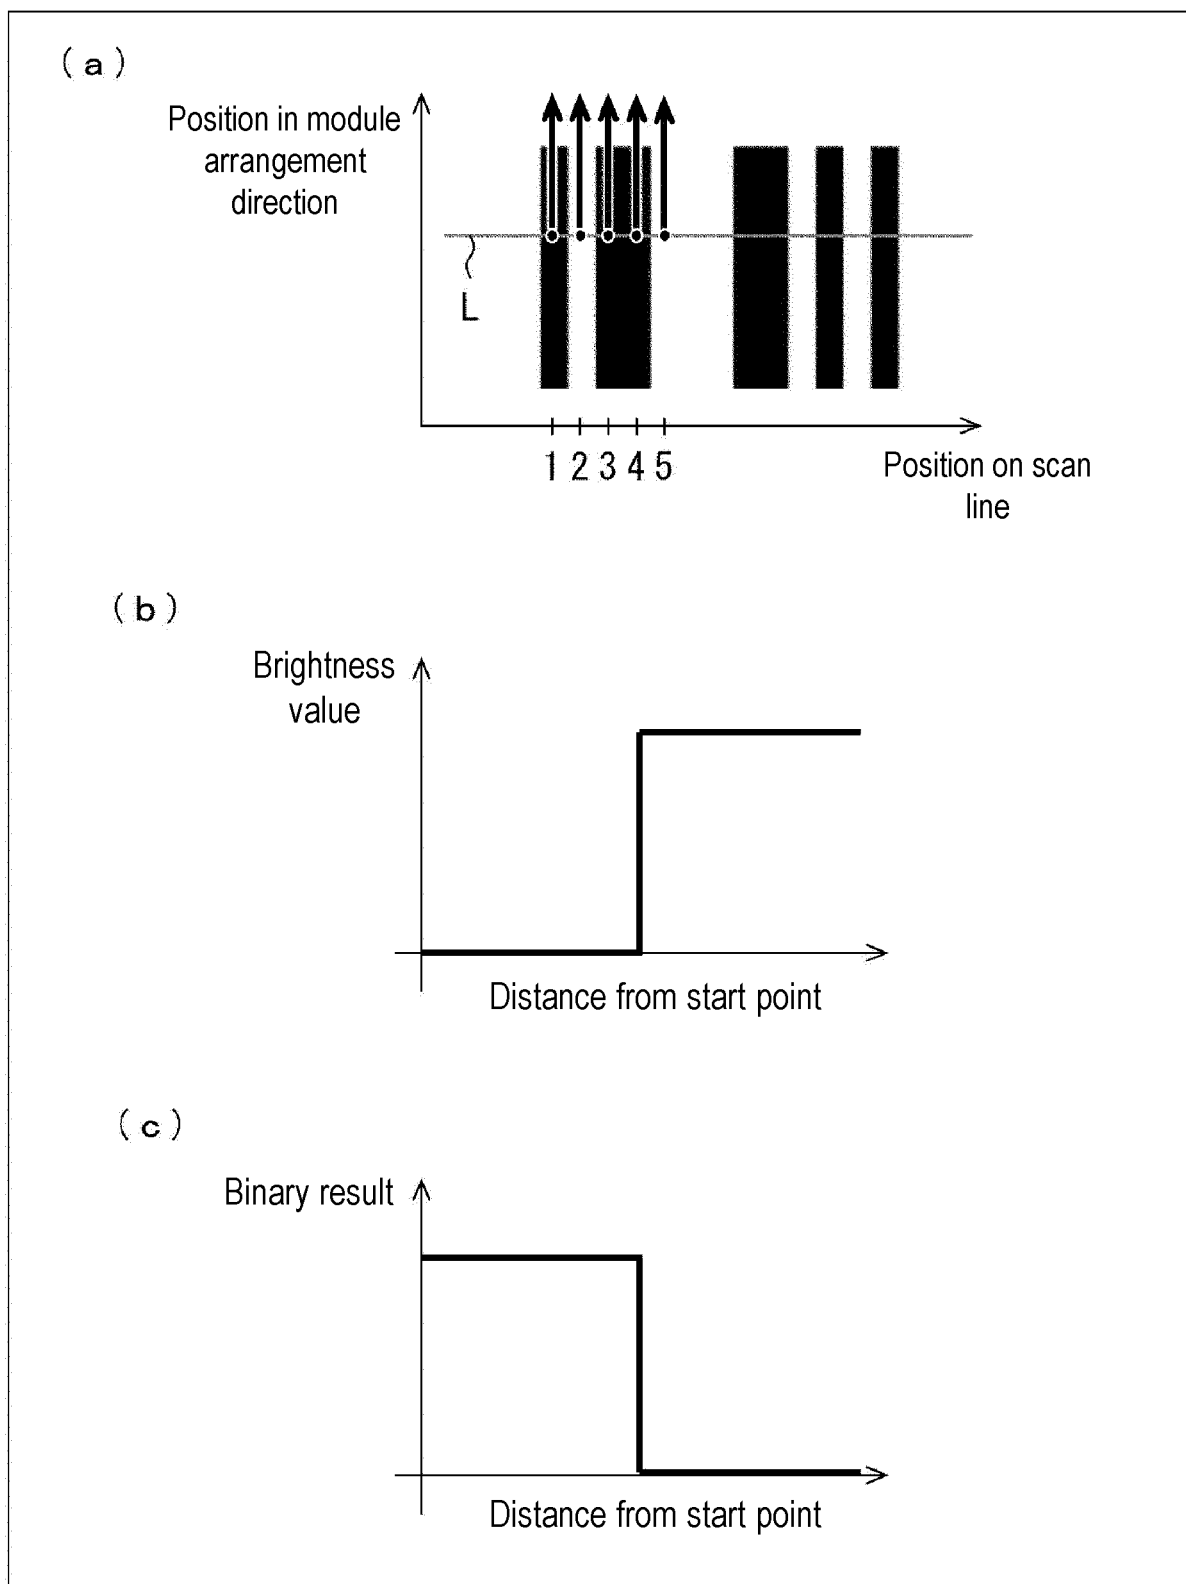 (a)
Position in module
arrangement
direction
L
1 2 3 4 5
Position on scan
line
(b)
Brightness
value
Distance from start point
(c)
Binary result
Distance from start point